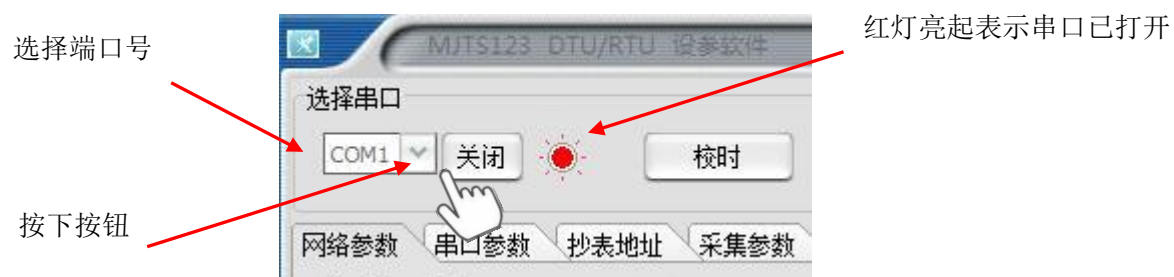 红灯亮起表示串口已打开
选择端口号
MJTS123 DTU/RTU 设参软件
选择串口
COM1 关闭 校时
按下按钮
网络参数 串口参数 抄表地址 采集参数